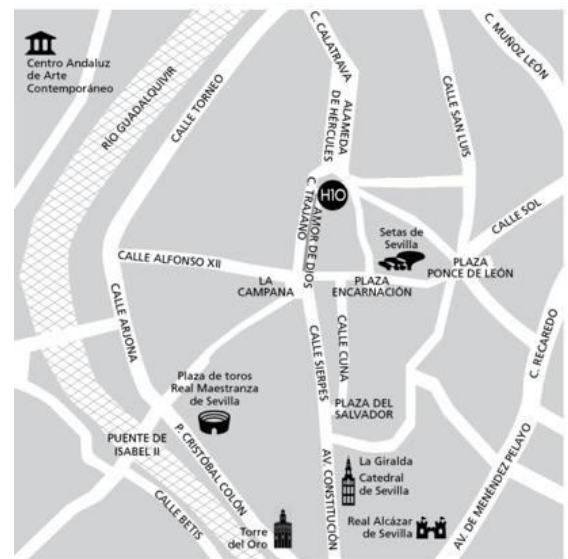 Centro Andaluz
de Arte
Contemporáneo
RÍO GUADALQUIVIR
CALLE TORNEO
C. CALATRAVA
C. MUÑOZ LEÓN
ALAMEDA
DE HÉRCULES
CALLE SAN LUIS
H10
C. TRAJANO
AMOR DE DIOS
CALLE SOL
Setas de
Sevilla
CALLE ALFONSO XII
LA
CAMPANA
PLAZA
ENCARNACIÓN
PLAZA
PONCE DE LEÓN
CALLE ARJONA
CALLE SIERPES
CALLE CUNA
C. RECAREDO
Plaza de toros
Real Maestranza
de Sevilla
PLAZA DEL
SALVADOR
PUENTE DE
ISABEL II
P. CRISTOBAL COLÓN
CALLE BETIS
AV. CONSTITUCIÓN
La Giralda
Catedral
de Sevilla
AV. DE MENÉNDEZ PELAYO
Torre
del Oro
Real Alcázar
de Sevilla